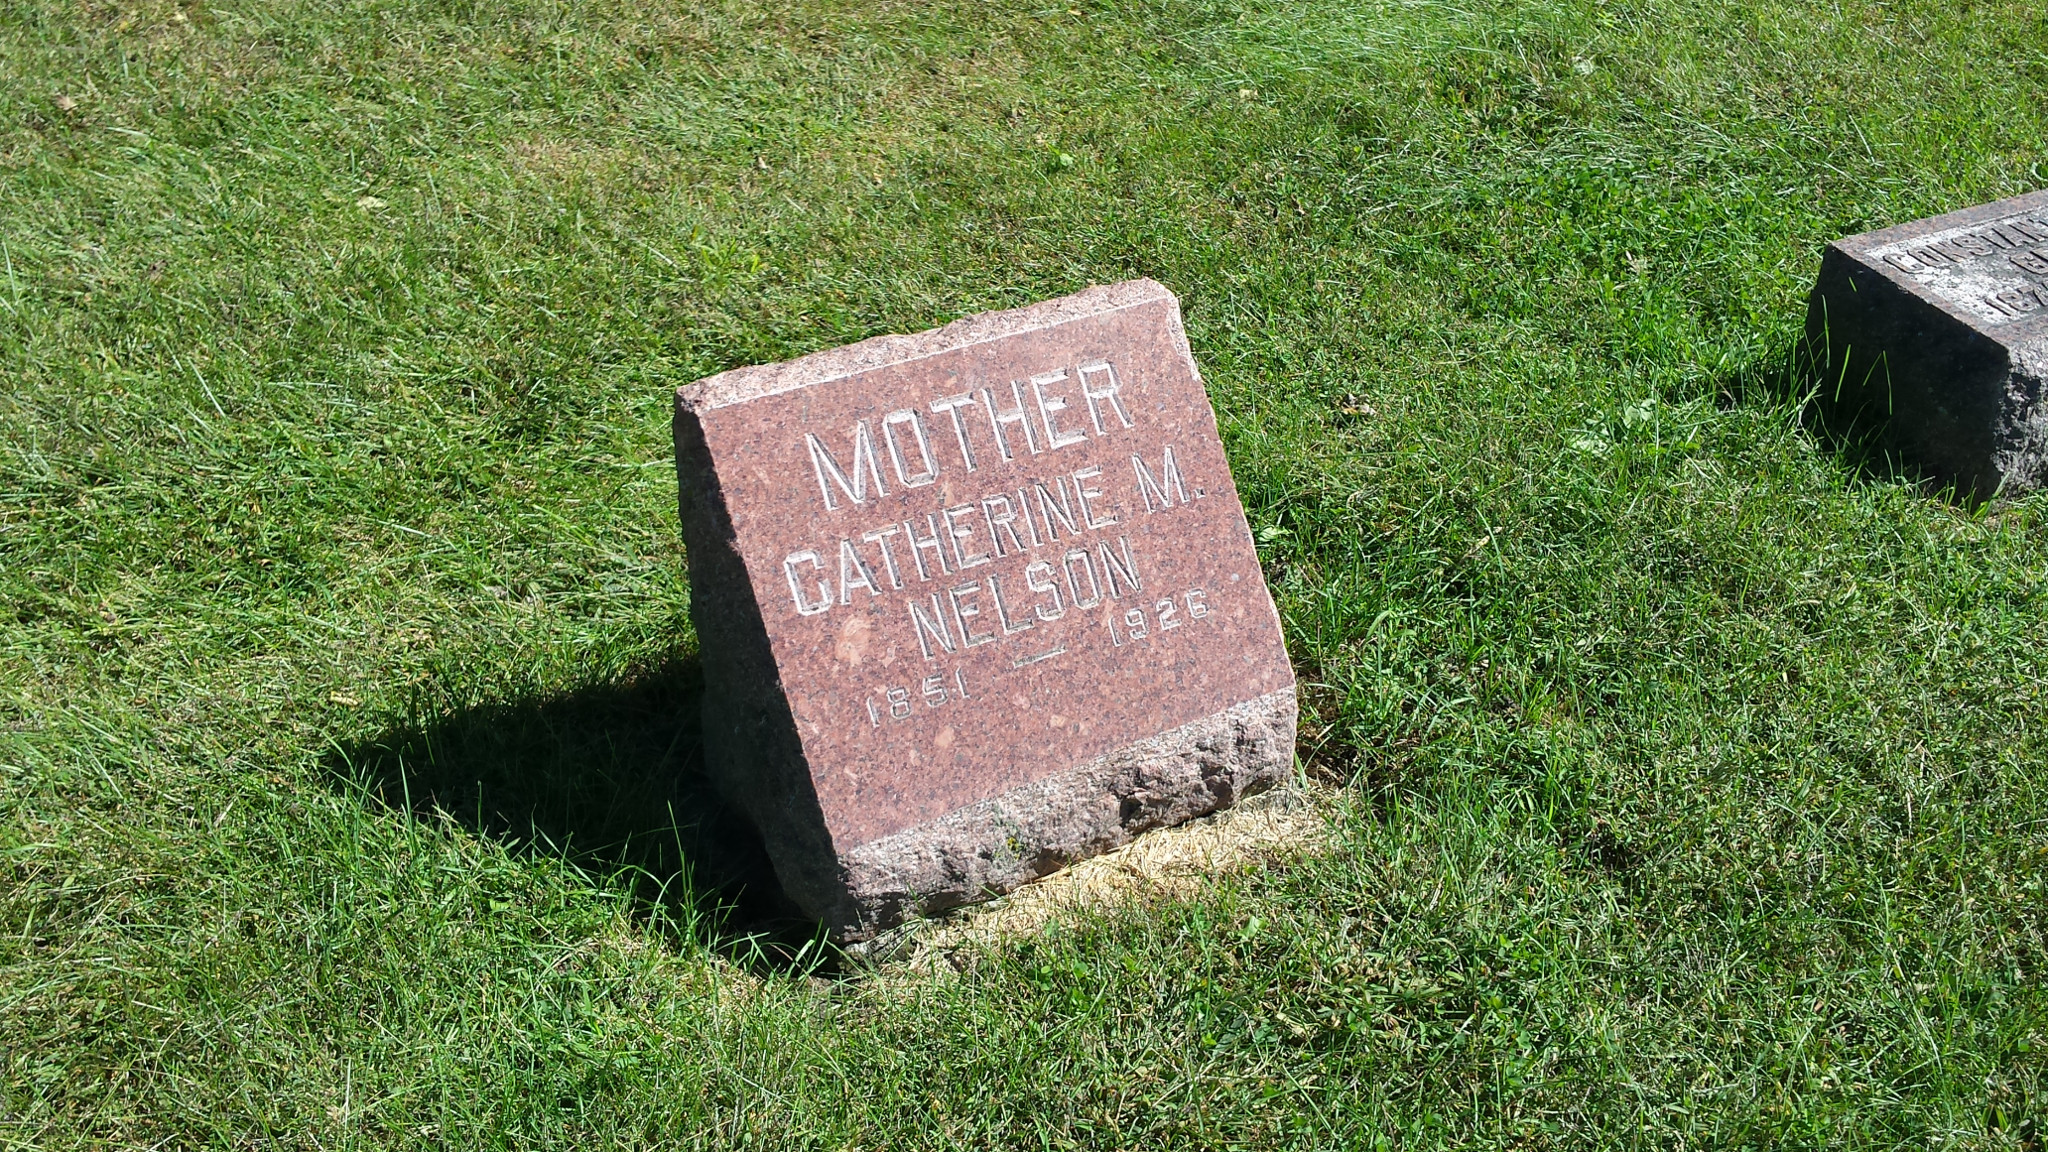 MOTHER
CATHERINE M.
NELSON
1851 — 1926